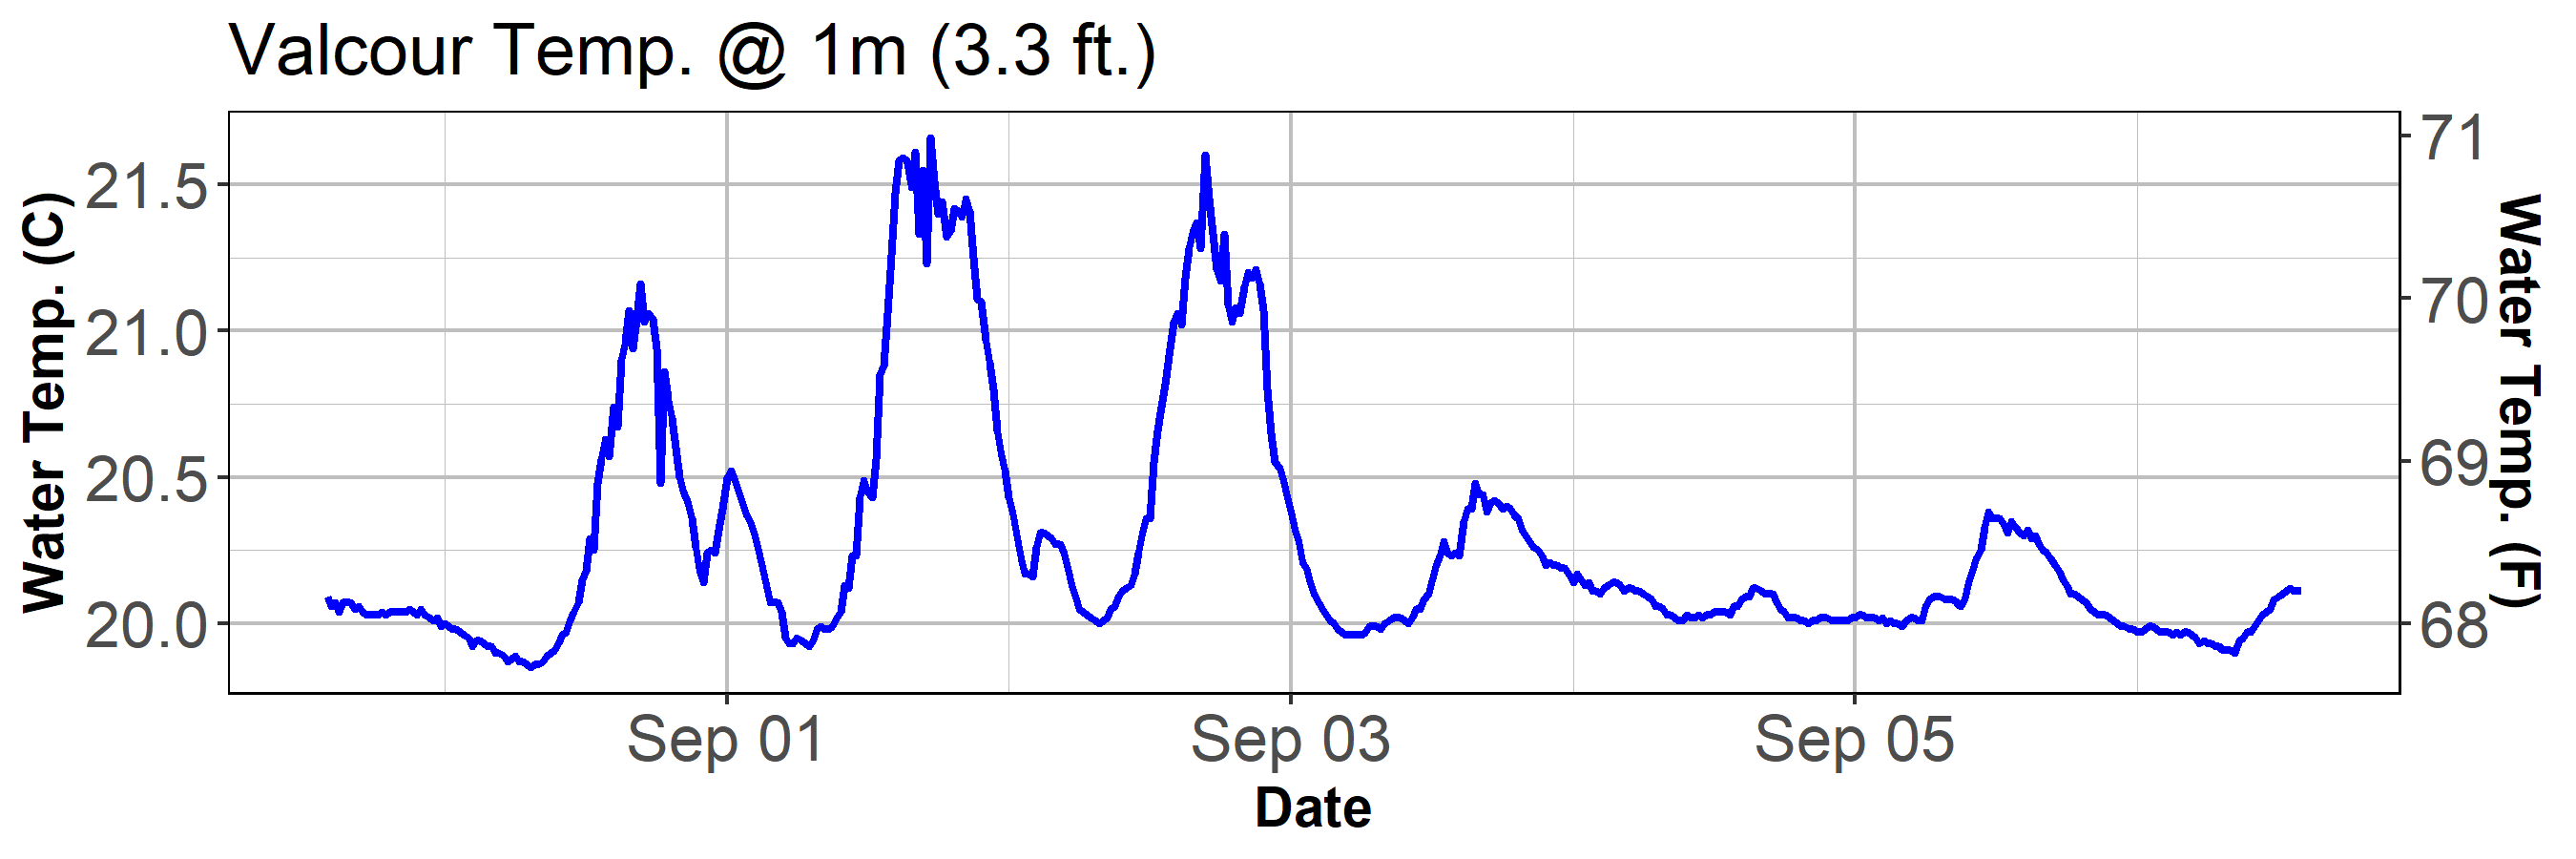 Valcour Temp. @ 1m (3.3 ft.)
Water Temp. (C)
21.5
21.0
20.5
20.0
71
70
69
68
Water Temp. (F)
Sep 01
Sep 03
Sep 05
Date